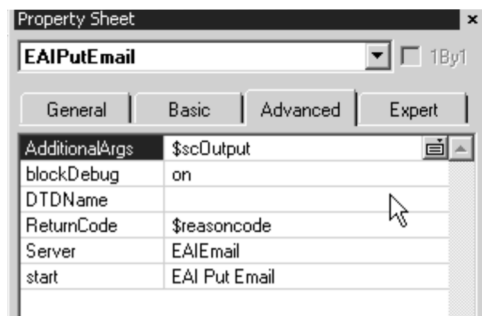 Property Sheet ×
EAIPutEmail 1By1
General Basic Advanced Expert
AdditionalArgs $scOutput
blockDebug on
DTDName
ReturnCode $reasoncode
Server EAIEmail
start EAI Put Email